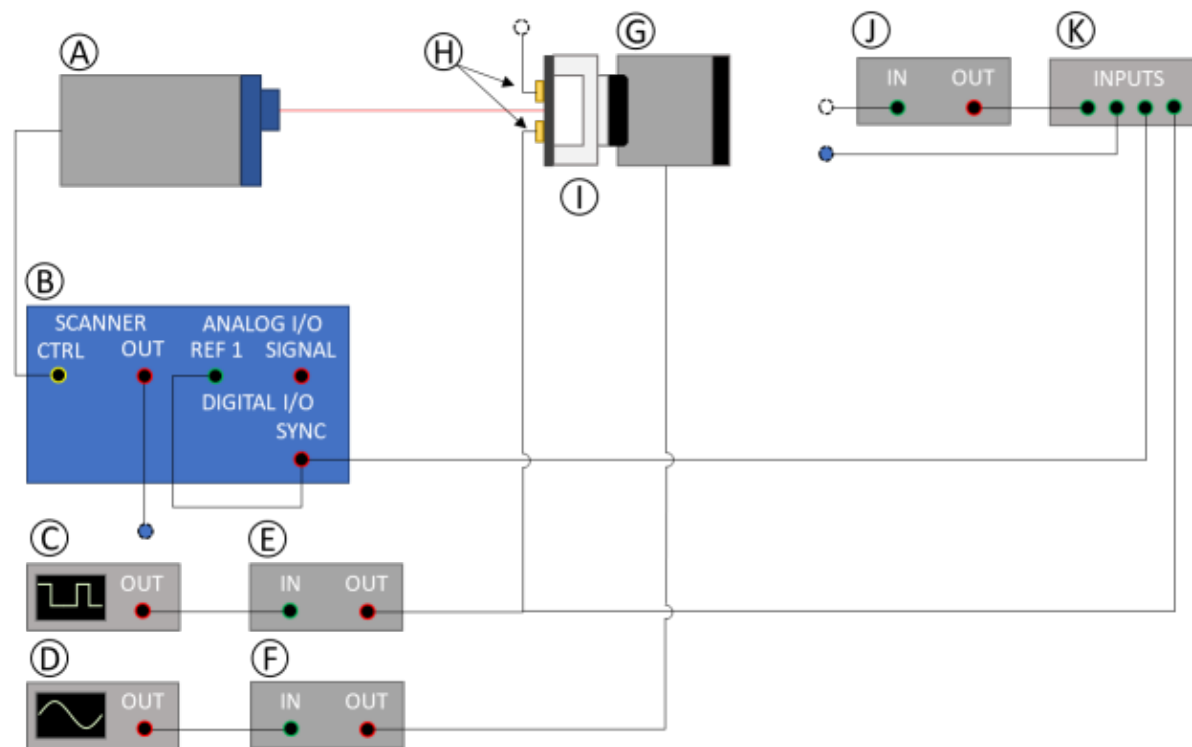 A
H
G
J
K
IN OUT
INPUTS
I
B
SCANNER ANALOG I/O
CTRL OUT REF 1 SIGNAL
DIGITAL I/O
SYNC
C
E
OUT
IN OUT
D
F
OUT
IN OUT